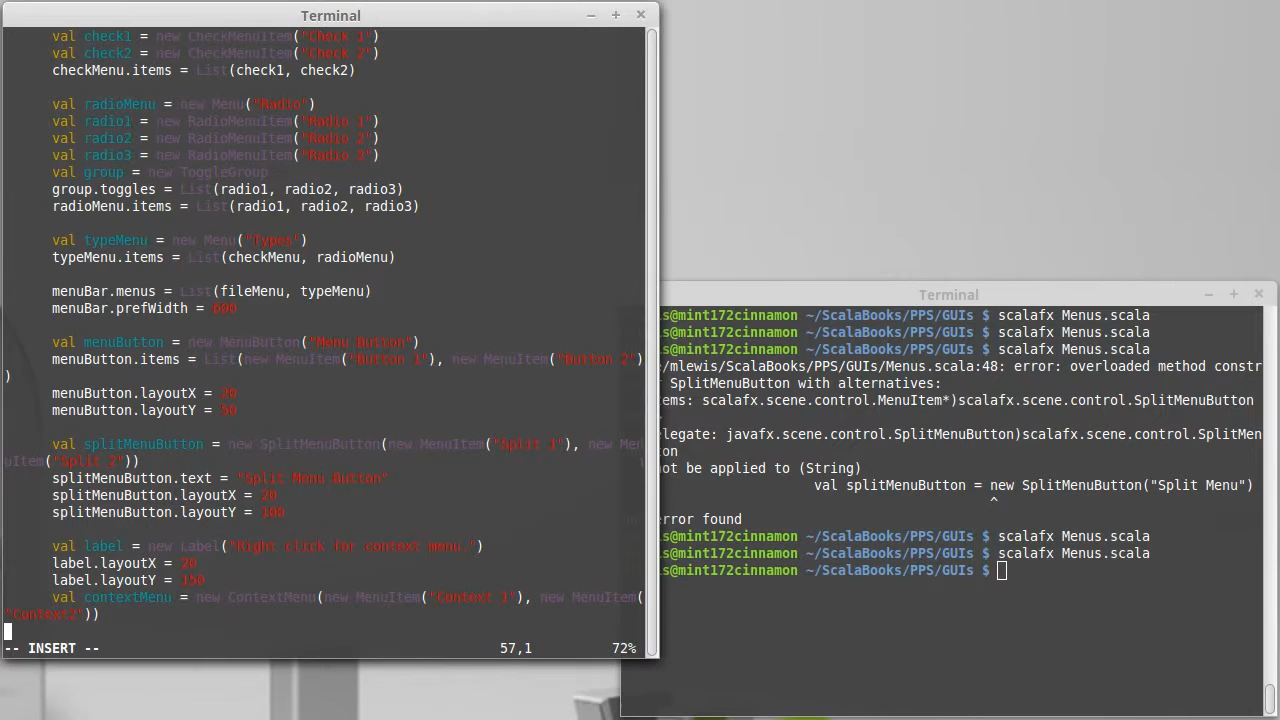 Terminal
val check1 = new CheckMenuItem("Check 1")
val check2 = new CheckMenuItem("Check 2")
checkMenu.items = List(check1, check2)
val radioMenu = new Menu("Radio")
val radio1 = new RadioMenuItem("Radio 1")
val radio2 = new RadioMenuItem("Radio 2")
val radio3 = new RadioMenuItem("Radio 3")
val group = new ToggleGroup
group.toggles = List(radio1, radio2, radio3)
radioMenu.items = List(radio1, radio2, radio3)
val typeMenu = new Menu("Types")
typeMenu.items = List(checkMenu, radioMenu)
menuBar.menus = List(fileMenu, typeMenu)
menuBar.prefWidth = 600
val menuButton = new MenuButton("Menu Button")
menuButton.items = List(new MenuItem("Button 1"), new MenuItem("Button 2")
)
menuButton.layoutX = 20
menuButton.layoutY = 50
val splitMenuButton = new SplitMenuButton(new MenuItem("Split 1"), new Men
uItem("Split 2"))
splitMenuButton.text = "Split Menu Button"
splitMenuButton.layoutX = 20
splitMenuButton.layoutY = 100
val label = new Label("Right click for context menu.")
label.layoutX = 20
label.layoutY = 150
val contextMenu = new ContextMenu(new MenuItem("Context 1"), new MenuItem(
"Context2"))
-- INSERT -- 57,1 72%
Terminal
s@mint172cinnamon ~/ScalaBooks/PPS/GUIs $ scalafx Menus.scala
s@mint172cinnamon ~/ScalaBooks/PPS/GUIs $ scalafx Menus.scala
s@mint172cinnamon ~/ScalaBooks/PPS/GUIs $ scalafx Menus.scala
e/mlewis/ScalaBooks/PPS/GUIs/Menus.scala:48: error: overloaded method constr
r SplitMenuButton with alternatives:
tems: scalafx.scene.control.MenuItem*)scalafx.scene.control.SplitMenuButton
elegate: javafx.scene.control.SplitMenuButton)scalafx.scene.control.SplitMen
on
not be applied to (String)
val splitMenuButton = new SplitMenuButton("Split Menu")
^
error found
s@mint172cinnamon ~/ScalaBooks/PPS/GUIs $ scalafx Menus.scala
s@mint172cinnamon ~/ScalaBooks/PPS/GUIs $ scalafx Menus.scala
s@mint172cinnamon ~/ScalaBooks/PPS/GUIs $